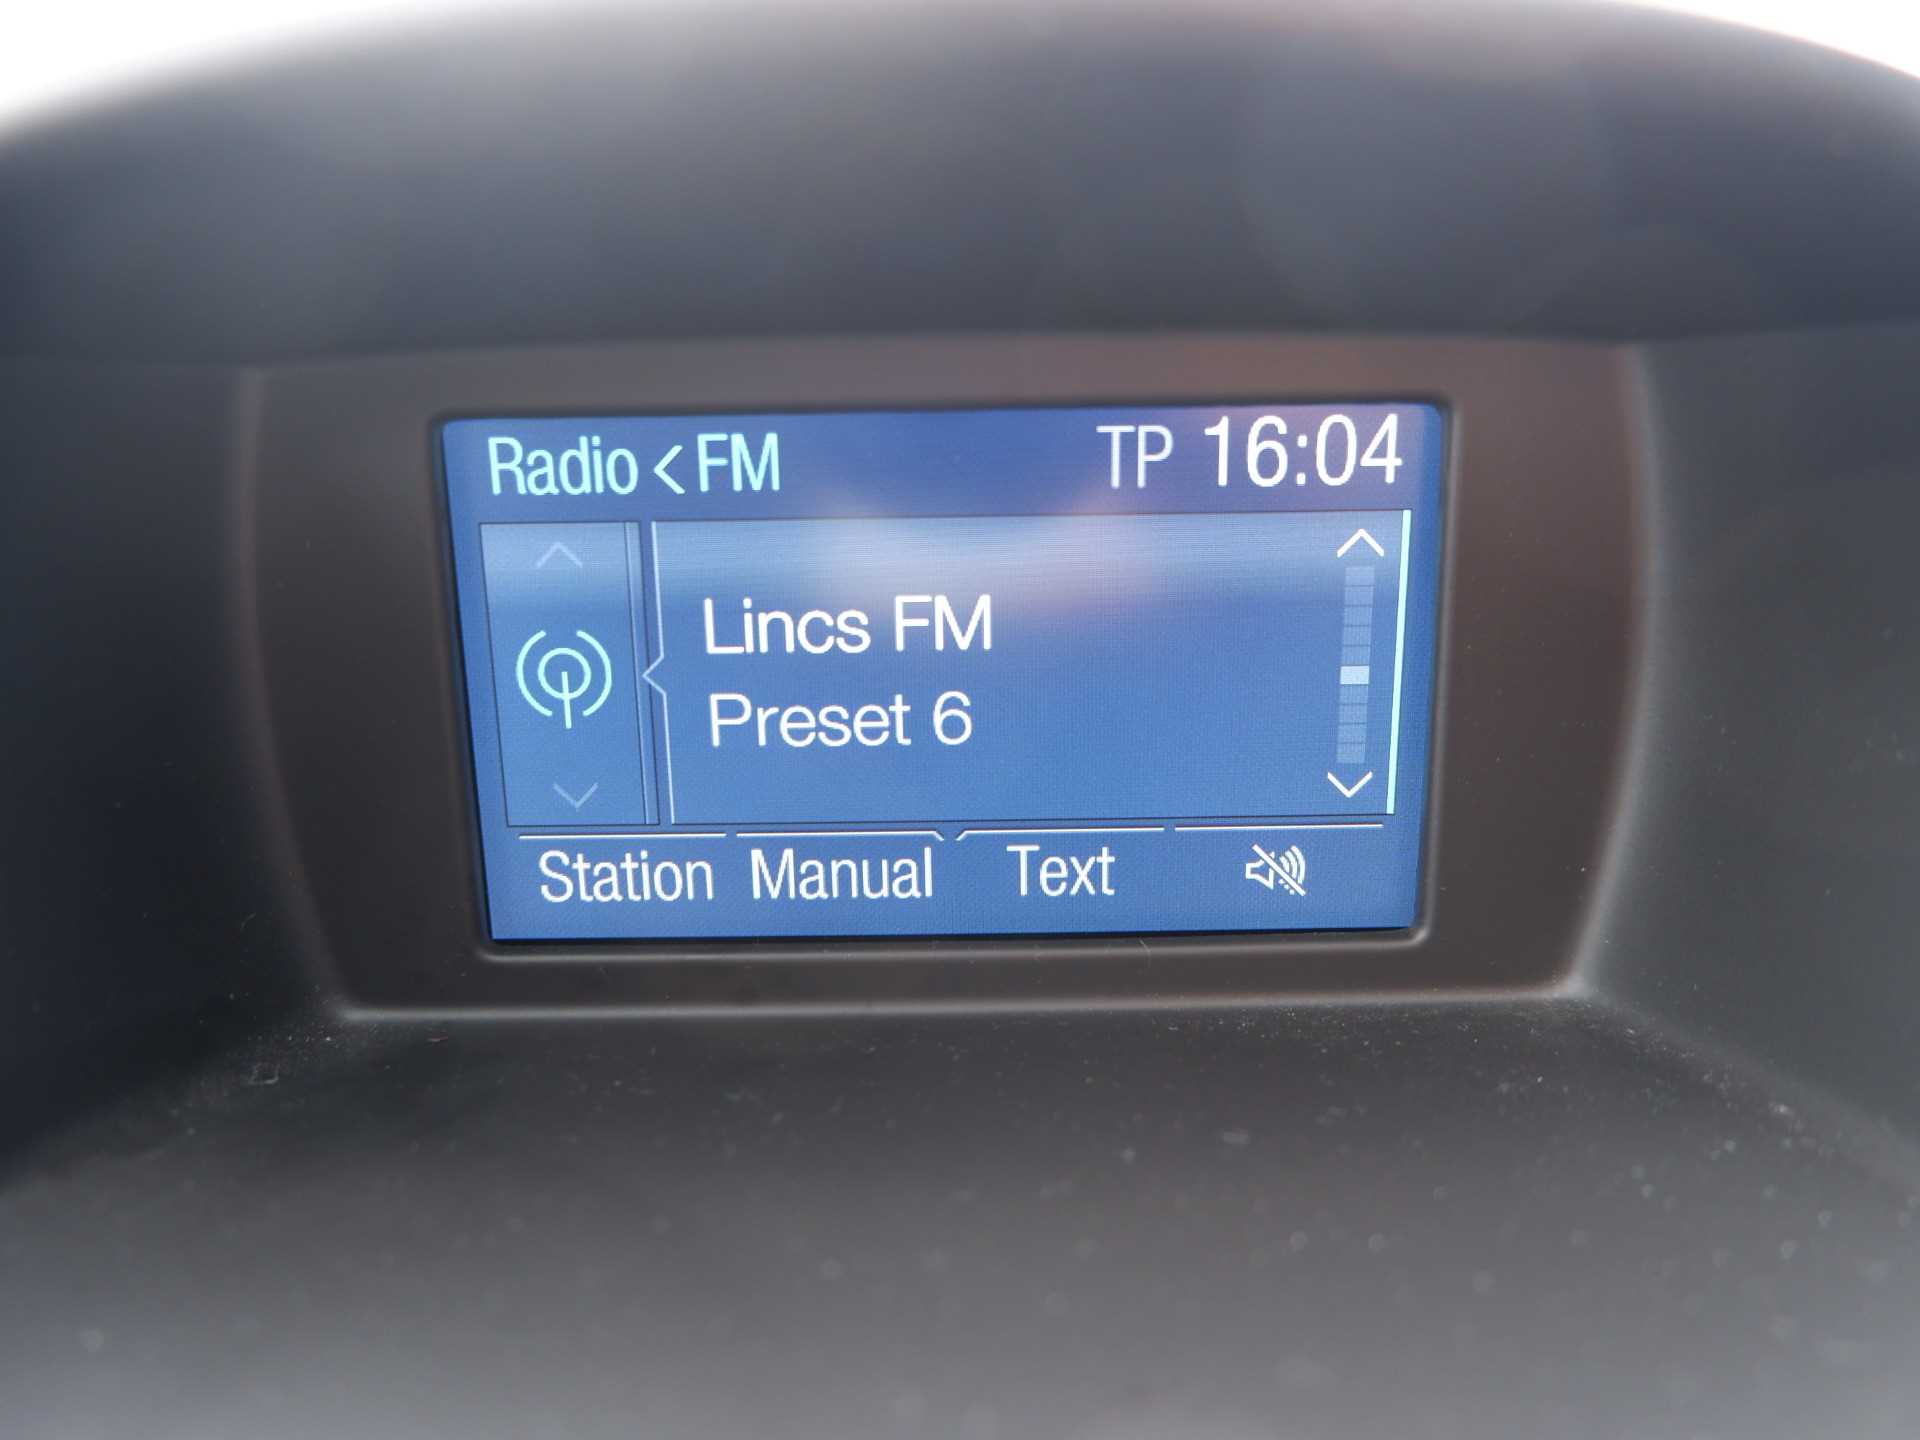 Radio < FM TP 16:04
Lincs FM
Preset 6
Station Manual Text